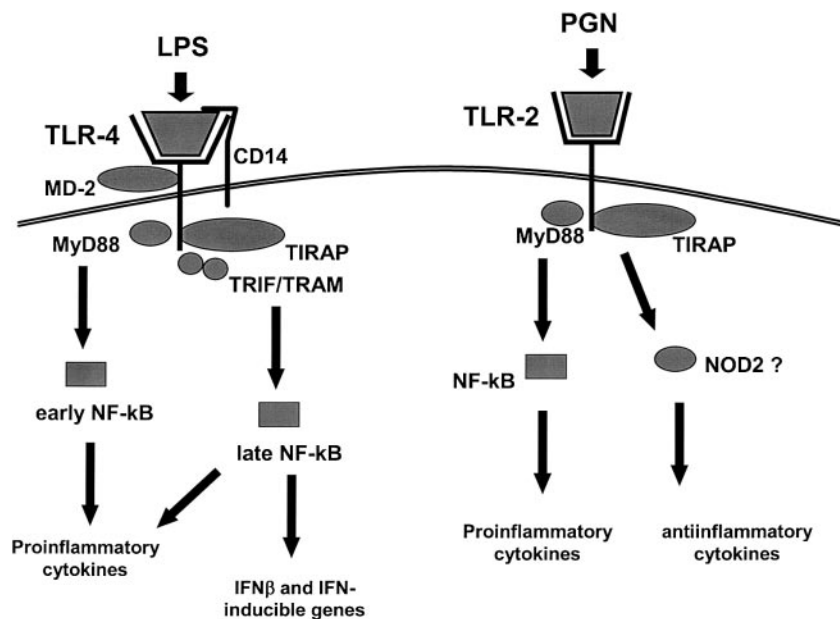 LPS
TLR-4
CD14
MD-2
MyD88
TIRAP
TRIF/TRAM
early NF-kB
late NF-kB
Proinflammatory
cytokines
IFNβ and IFN-
inducible genes
PGN
TLR-2
MyD88
TIRAP
NF-kB
NOD2 ?
Proinflammatory
cytokines
antiinflammatory
cytokines